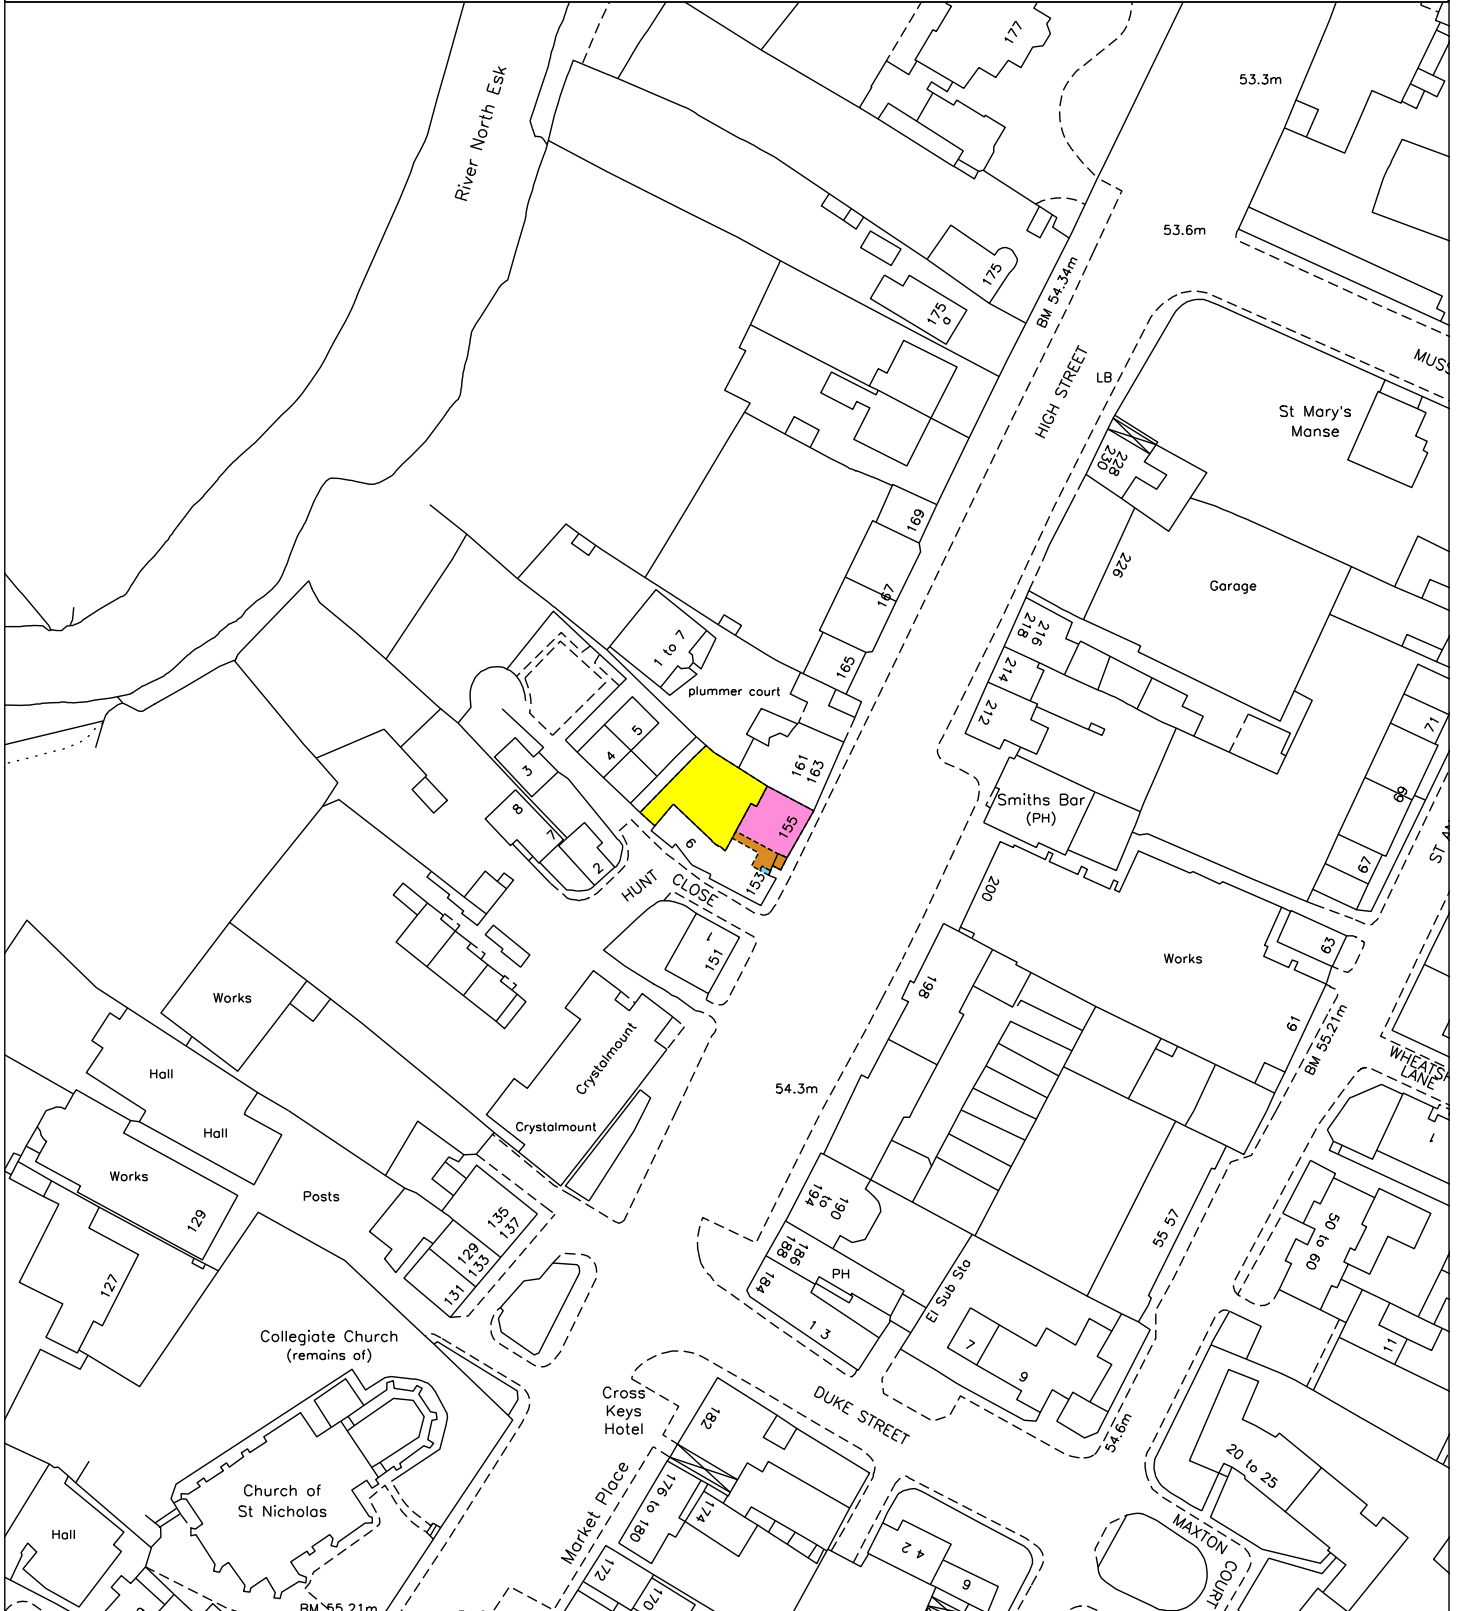 177
53.3m
River North Esk
53.6m
175
BM 54.34m
175
a
MUSS
HIGH STREET
LB
St Mary's
Manse
228
230
169
226
Garage
167
216
218
1 to 7
165
214
plummer court
212
71
5
4
161
163
3
69
Smiths Bar
(PH)
8
155
7
6
2
67
ST A
153
HUNT CLOSE
200
1
151
63
Works
198
Works
61
BM 55.21m
Crystalmount
WHEATSH
LANE
Hall
54.3m
Crystalmount
Hall
1
Works
Posts
190
to
194
129
135
137
50 to 60
55 57
129
133
186
188
127
131
184
PH
El Sub Sta
1 3
Collegiate Church
(remains of)
7
9
11
Cross
Keys
Hotel
DUKE STREET
182
54.6m
20 to 25
Church of
St Nicholas
Market Place
176 to 180
174
Hall
MAXTON COURT
4 2
172
6
170
BM 55.21m